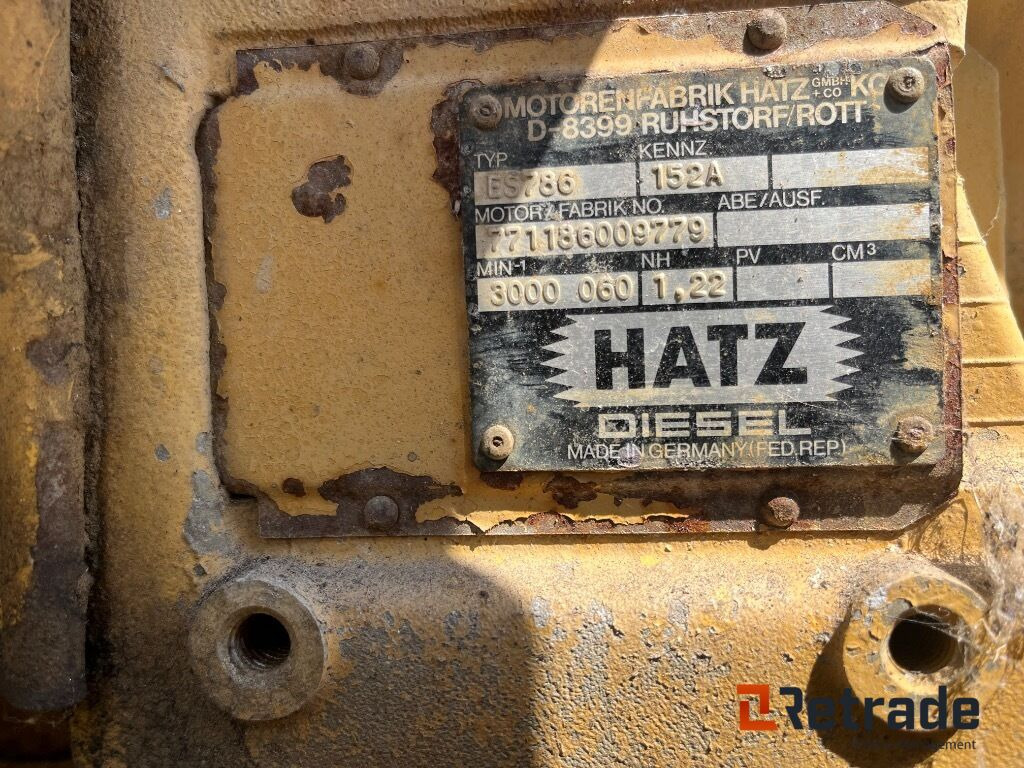 MOTORENFABRIK HATZ GMBH + CO KG
D-8399 RUHSTORF/ROTT
TYP KENNZ
ES786 152A
MOTOR/FABRIK NO. ABE/AUSF.
771186009779
MIN-1 NH PV CM³
3000 060 1,22
HATZ
DIESEL
MADE IN GERMANY (FED. REP)
Retrade